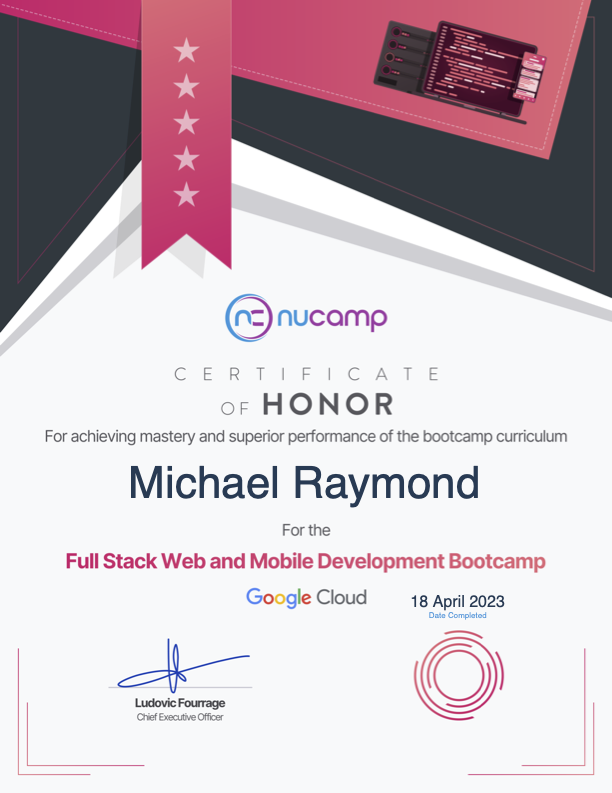 nc nucamp
CERTIFICATE
OF HONOR
For achieving mastery and superior performance of the bootcamp curriculum
Michael Raymond
For the
Full Stack Web and Mobile Development Bootcamp
Google Cloud
18 April 2023
Date Completed
Ludovic Fourrage
Chief Executive Officer